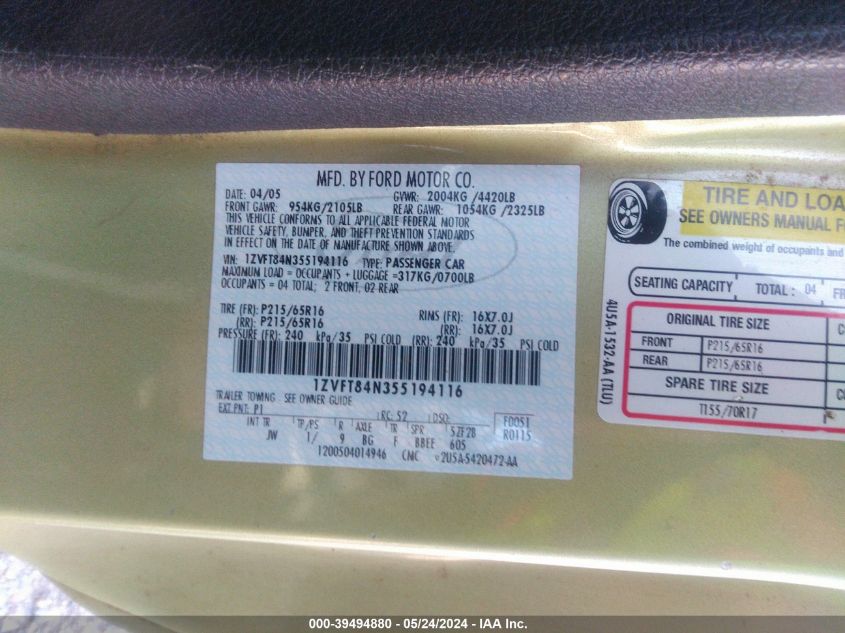 MFD. BY FORD MOTOR CO.
DATE: 04/05 GVWR: 2004KG /4420LB
FRONT GAWR: 954KG/2105LB REAR GAWR: 1054KG /2325LB
THIS VEHICLE CONFORMS TO ALL APPLICABLE FEDERAL MOTOR
VEHICLE SAFETY, BUMPER, AND THEFT PREVENTION STANDARDS
IN EFFECT ON THE DATE OF MANUFACTURE SHOWN ABOVE.
VIN: 1ZVFT84N355194116 TYPE: PASSENGER CAR
MAXIMUM LOAD = OCCUPANTS + LUGGAGE =317KG/0700LB
OCCUPANTS = 04 TOTAL; 2 FRONT, 02 REAR
TIRE (FR): P215/65R16 RIMS (FR): 16X7.0J
(RR): P215/65R16 (RR): 16X7.0J
PRESSURE (FR): 240 kPa/35 PSI COLD (RR): 240 kPa/35 PSI COLD
1ZVFT84N355194116
TRAILER TOWING - SEE OWNER GUIDE
EXT PNT: P1 RC: 52 DSO: F0051
INT TR TP/PS R AXLE TR SPR 5ZF2B R0115
JW 1/ 9 BG F BBEE 605
1200504014946 CMC v2U5A-5420472-AA
TIRE AND LOA
SEE OWNERS MANUAL F
The combined weight of occupants and
SEATING CAPACITY TOTAL: 04 FR
ORIGINAL TIRE SIZE C
FRONT P215/65R16
REAR P215/65R16
SPARE TIRE SIZE C
T155/70R17
4U5A-1532-AA (TLU)
000-39494880 - 05/24/2024 - IAA Inc.